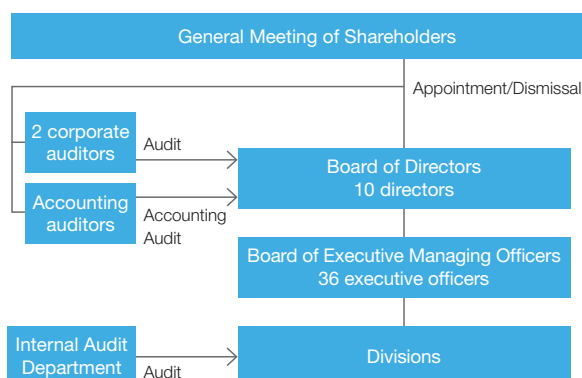 General Meeting of Shareholders
Appointment/Dismissal
2 corporate
auditors
Audit
Board of Directors
10 directors
Accounting
auditors
Accounting
Audit
Board of Executive Managing Officers
36 executive officers
Internal Audit
Department
Audit
Divisions